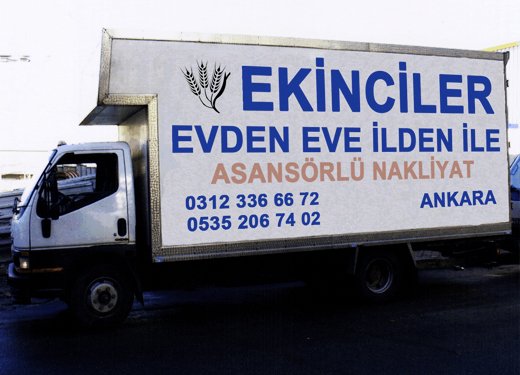 EKİNCİLER
EVDEN EVE İLDEN İLE
ASANSÖRLÜ NAKLİYAT
0312 336 66 72
0535 206 74 02
ANKARA